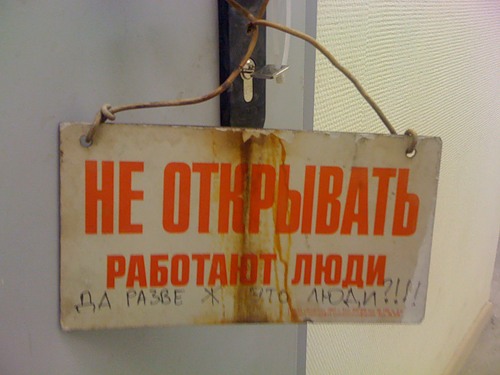 НЕ ОТКРЫВАТЬ
РАБОТАЮТ ЛЮДИ
ДА РАЗВЕ Ж ЭТО ЛЮДИ?!!!